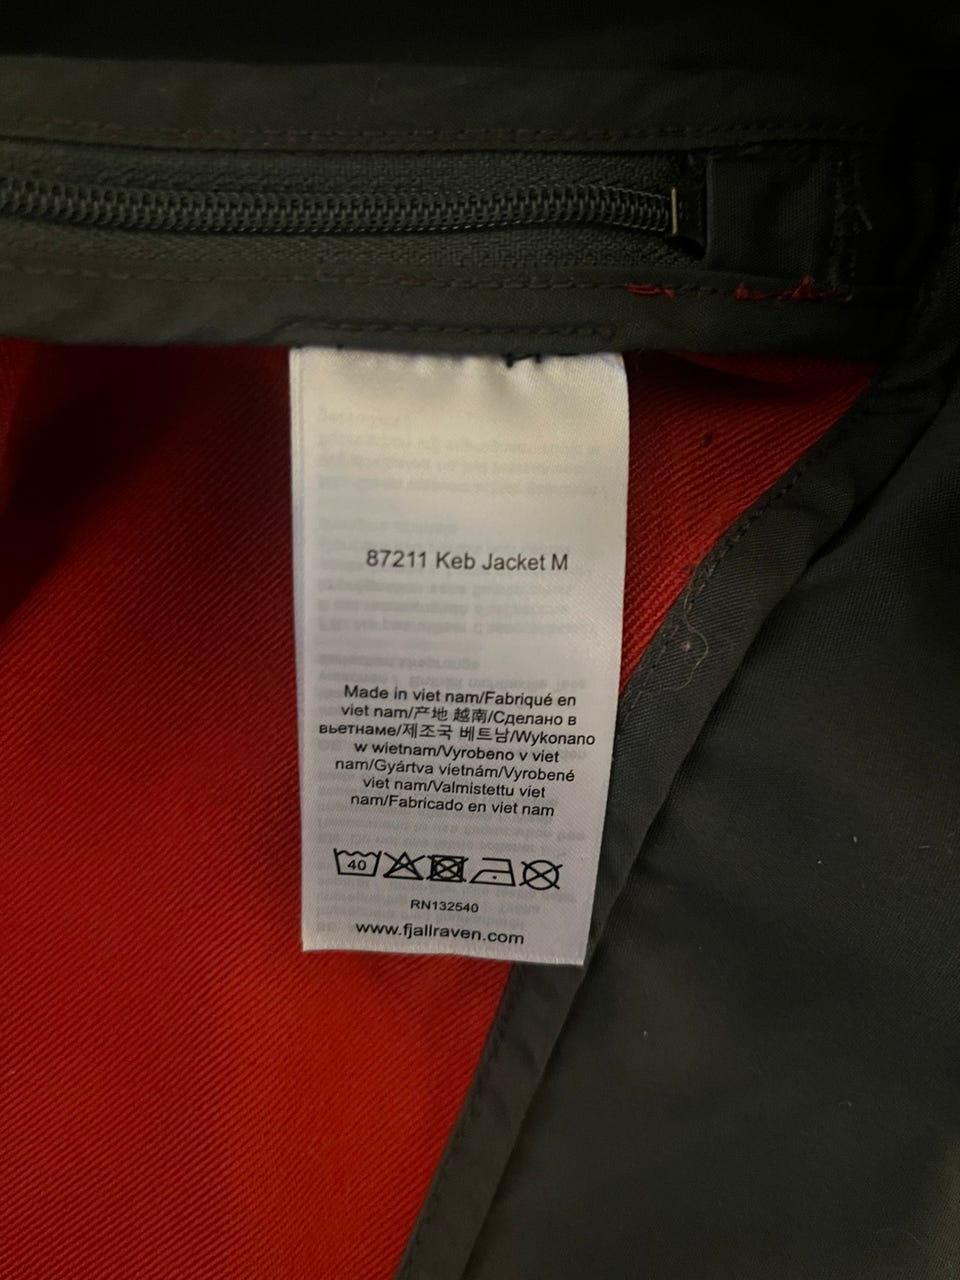 87211 Keb Jacket M
Made in viet nam/Fabriqué en
viet nam/产地 越南/Сделано в
вьетнаме/제조국 베트남/Wykonano
w wietnam/Vyrobeno v viet
nam/Gyártva vietnám/Vyrobené
viet nam/Valmistettu viet
nam/Fabricado en viet nam
40
RN132540
www.fjallraven.com